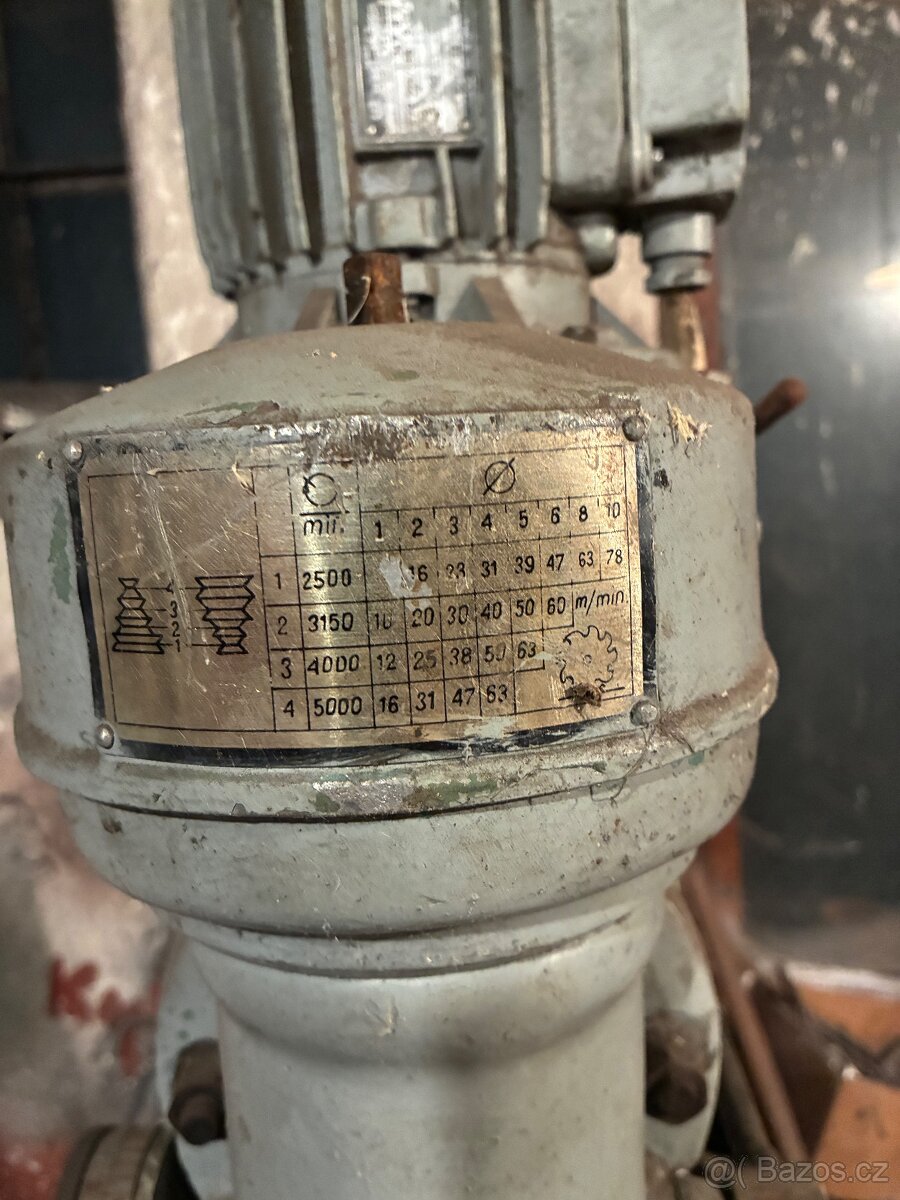 ⌀
min. 1 2 3 4 5 6 8 10
1 2500 16 23 31 39 47 63 78
4
2 3150 20 30 40 50 60 m/min.
3
2
3 4000 12 25 38 50 63
1
4 5000 16 31 47 63
@( Bazos.cz